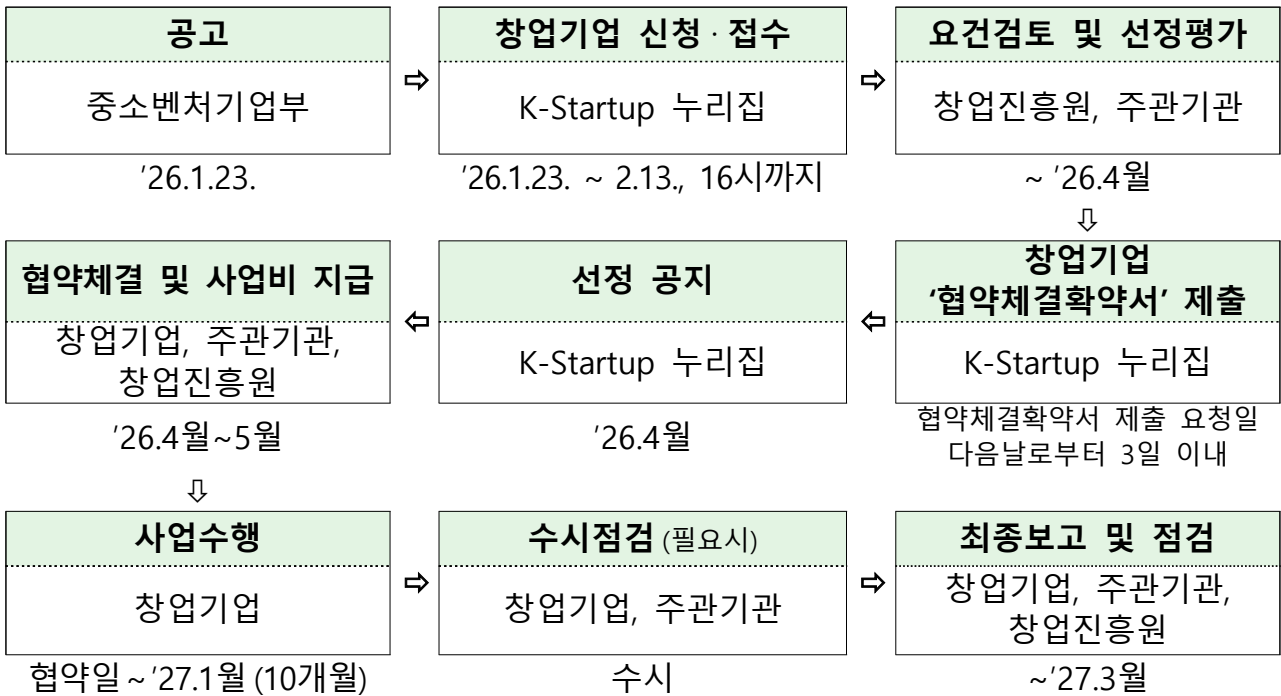 공고
중소벤처기업부
'26.1.23.
⇨
창업기업 신청·접수
K-Startup 누리집
'26.1.23. ~ 2.13., 16시까지
⇨
요건검토 및 선정평가
창업진흥원, 주관기관
~ '26.4월
⇩
창업기업
'협약체결확약서' 제출
K-Startup 누리집
협약체결확약서 제출 요청일
다음날로부터 3일 이내
⇦
선정 공지
K-Startup 누리집
'26.4월
⇦
협약체결 및 사업비 지급
창업기업, 주관기관,
창업진흥원
'26.4월~5월
⇩
사업수행
창업기업
협약일 ~ '27.1월 (10개월)
⇨
수시점검 (필요시)
창업기업, 주관기관
수시
⇨
최종보고 및 점검
창업기업, 주관기관,
창업진흥원
~'27.3월